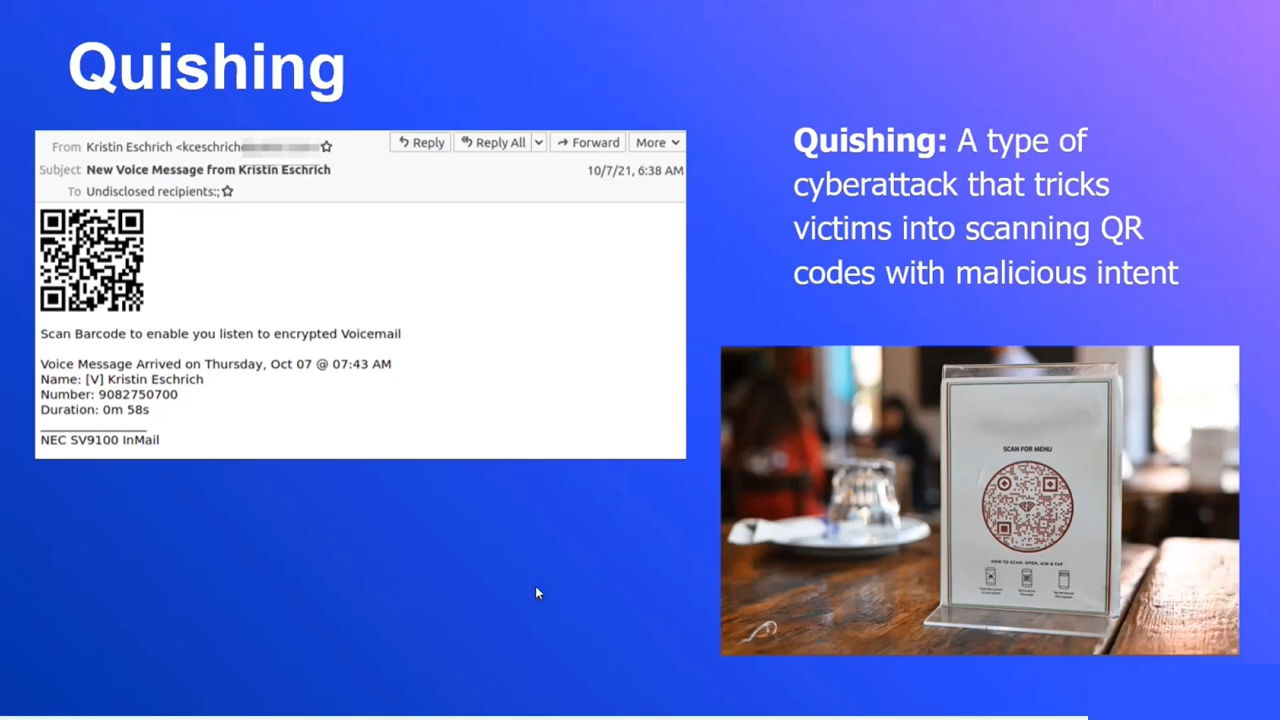 Quishing
From Kristin Eschrich <kceschrich
Reply
Reply All
Forward
More
Subject New Voice Message from Kristin Eschrich
10/7/21, 6:38 AM
To Undisclosed recipients:;
Scan Barcode to enable you listen to encrypted Voicemail
Voice Message Arrived on Thursday, Oct 07 @ 07:43 AM
Name: [V] Kristin Eschrich
Number: 9082750700
Duration: 0m 58s
NEC SV9100 InMail
Quishing: A type of
cyberattack that tricks
victims into scanning QR
codes with malicious intent
SCAN FOR MENU
HOW TO SCAN: OPEN, AIM & TAP